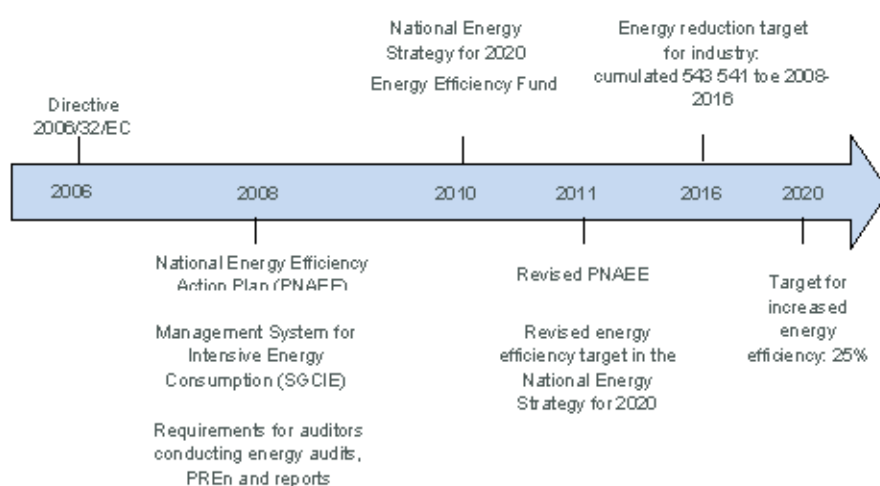 National Energy
Strategy for 2020
Energy Efficiency Fund
Energy reduction target
for industry:
cumulated 543 541 toe 2008-
2016
Directive
2006/32/EC
2006
2008
2010
2011
2016
2020
National Energy Efficiency
Action Plan (PNAEE)
Management System for
Intensive Energy
Consumption (SGCIE)
Requirements for auditors
conducting energy audits,
PREn and reports
Revised PNAEE
Revised energy
efficiency target in the
National Energy
Strategy for 2020
Target for
increased
energy
efficiency: 25%